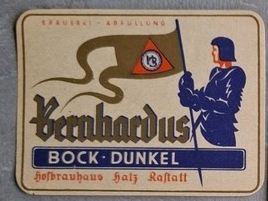 BRAUEREI - ABFÜLLUNG
Bernhardus
BOCK-DUNKEL
Hofbrauhaus Hatz Rastatt